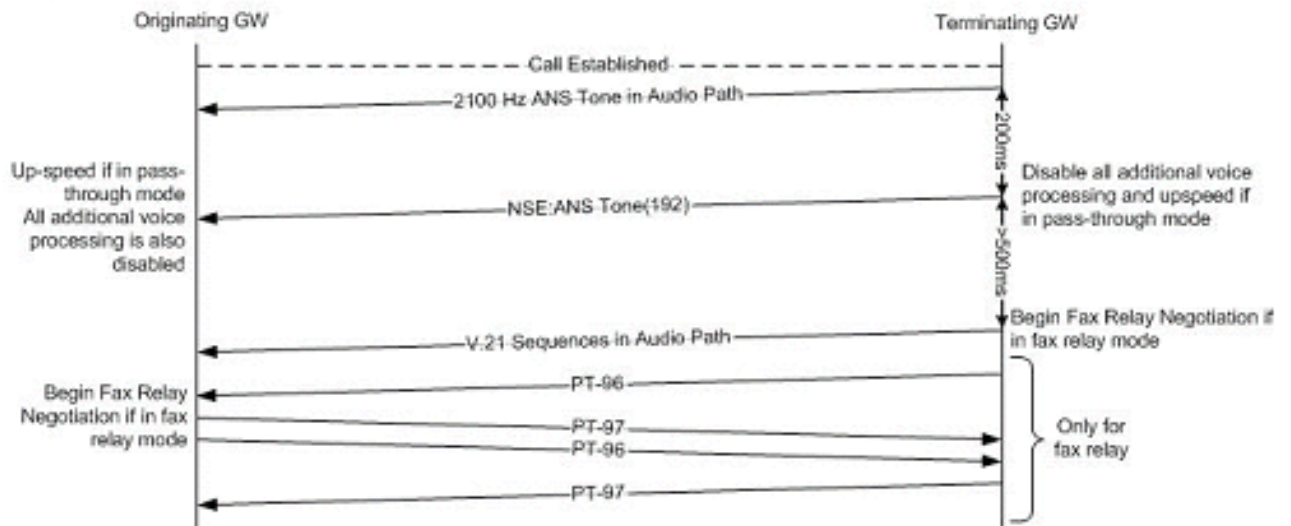 Originating GW
Terminating GW
Call Established
2100 Hz ANS Tone in Audio Path
200ms
Up-speed if in pass-
through mode
All additional voice
processing is also
disabled
Disable all additional voice
processing and upspeed if
in pass-through mode
NSE:ANS Tone(192)
>500ms
Begin Fax Relay Negotiation if
in fax relay mode
V.21 Sequences in Audio Path
PT-96
Begin Fax Relay
Negotiation if in fax
relay mode
PT-97
PT-96
Only for
fax relay
PT-97